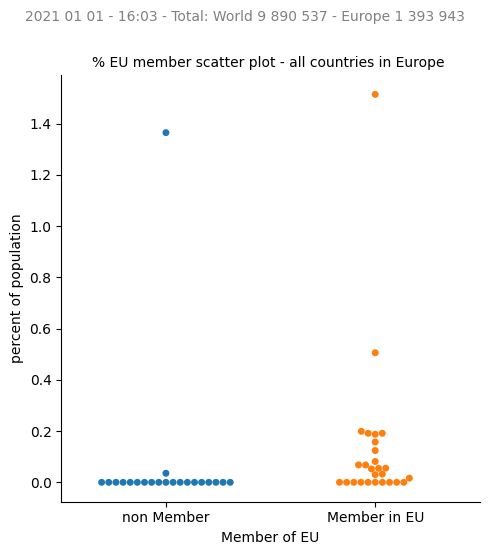 2021 01 01 - 16:03 - Total: World 9 890 537 - Europe 1 393 943
% EU member scatter plot - all countries in Europe
1.4
1.2
1.0
0.8
0.6
0.4
0.2
0.0
percent of population
non Member
Member in EU
Member of EU